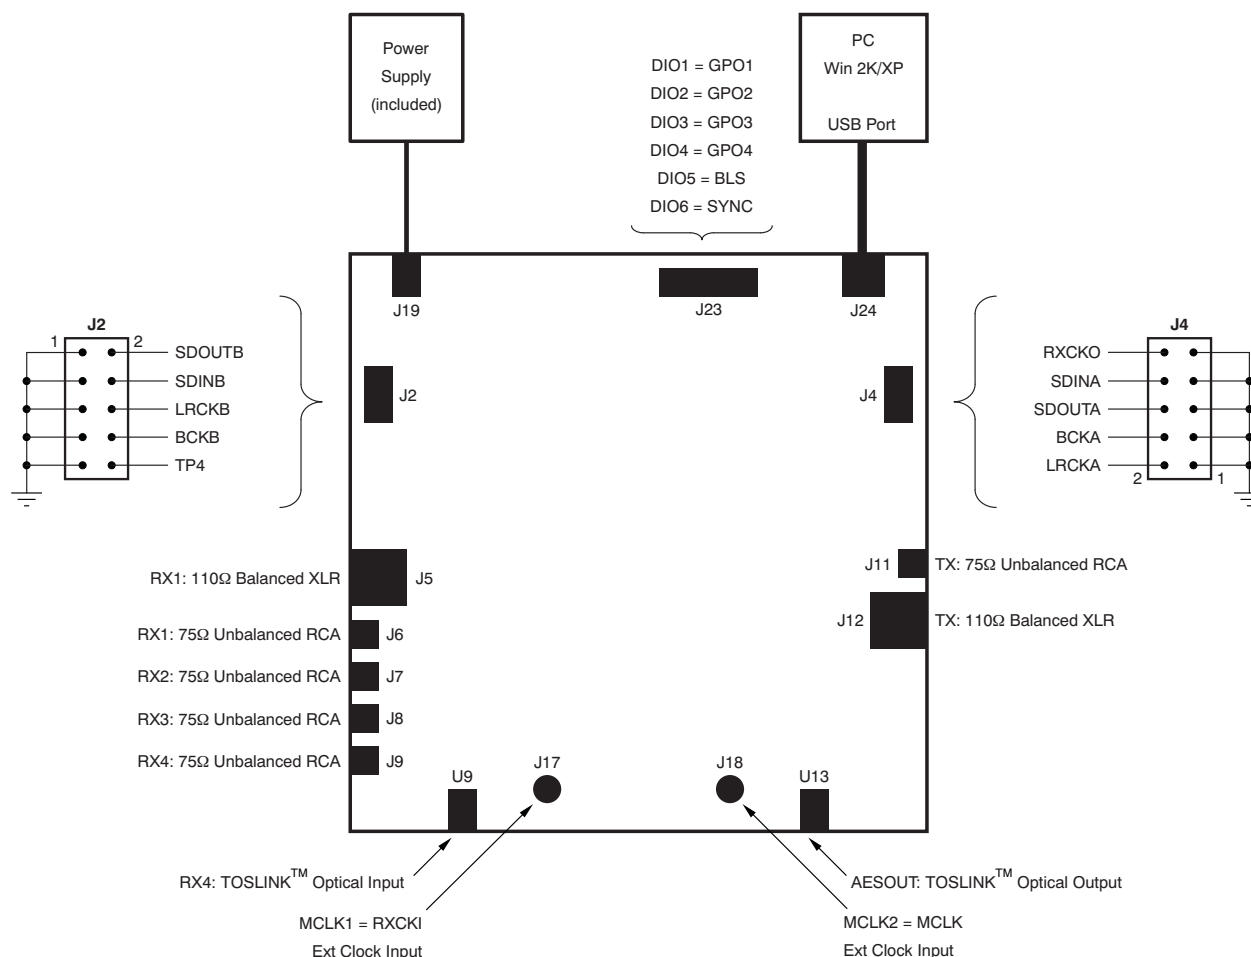 Power
Supply
(included)
DIO1 = GPO1
DIO2 = GPO2
DIO3 = GPO3
DIO4 = GPO4
DIO5 = BLS
DIO6 = SYNC
PC
Win 2K/XP
USB Port
J19
J23
J24
J2
1
2
SDOUTB
SDINB
LRCKB
BCKB
TP4
J2
J4
J4
RXCKO
SDINA
SDOUTA
BCKA
LRCKA
2
1
RX1: 110Ω Balanced XLR
J5
RX1: 75Ω Unbalanced RCA
J6
RX2: 75Ω Unbalanced RCA
J7
RX3: 75Ω Unbalanced RCA
J8
RX4: 75Ω Unbalanced RCA
J9
J11
TX: 75Ω Unbalanced RCA
J12
TX: 110Ω Balanced XLR
U9
J17
J18
U13
RX4: TOSLINK™ Optical Input
MCLK1 = RXCKI
Ext Clock Input
AESOUT: TOSLINK™ Optical Output
MCLK2 = MCLK
Ext Clock Input